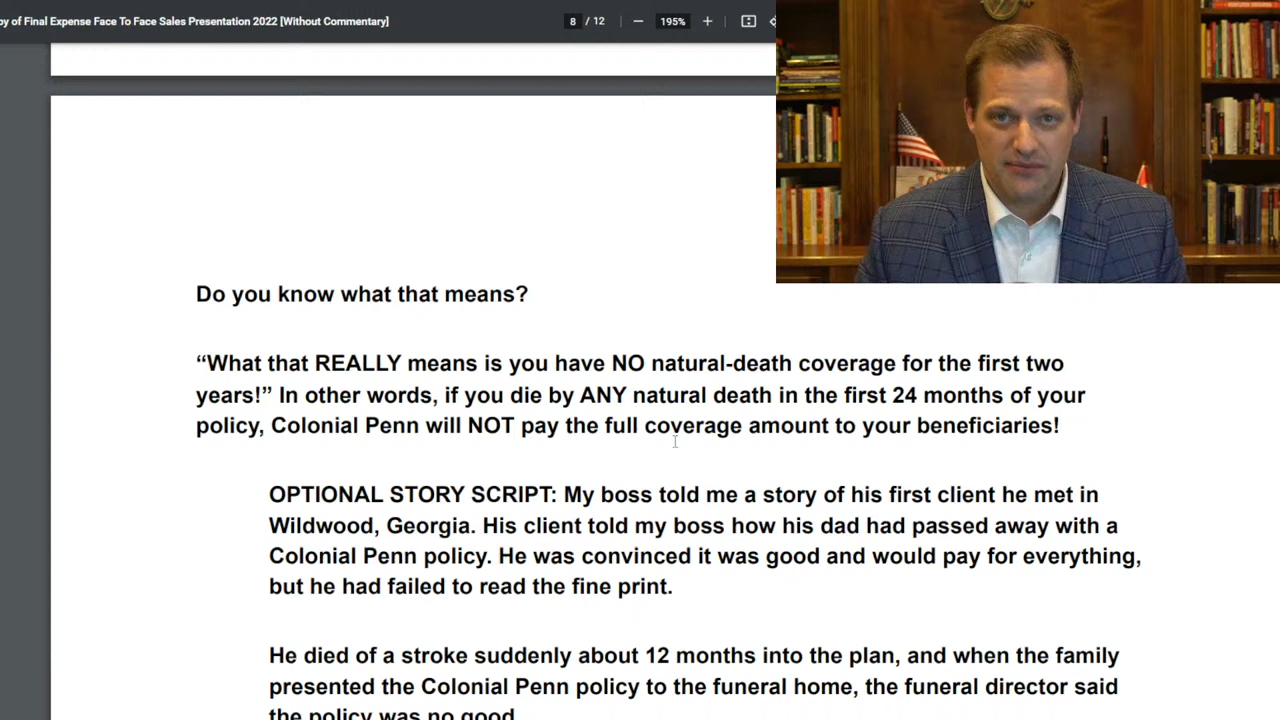 py of Final Expense Face To Face Sales Presentation 2022 [Without Commentary]
8 / 12
195%
Do you know what that means?
“What that REALLY means is you have NO natural-death coverage for the first two
years!” In other words, if you die by ANY natural death in the first 24 months of your
policy, Colonial Penn will NOT pay the full coverage amount to your beneficiaries!
OPTIONAL STORY SCRIPT: My boss told me a story of his first client he met in
Wildwood, Georgia. His client told my boss how his dad had passed away with a
Colonial Penn policy. He was convinced it was good and would pay for everything,
but he had failed to read the fine print.
He died of a stroke suddenly about 12 months into the plan, and when the family
presented the Colonial Penn policy to the funeral home, the funeral director said
the policy was no good.